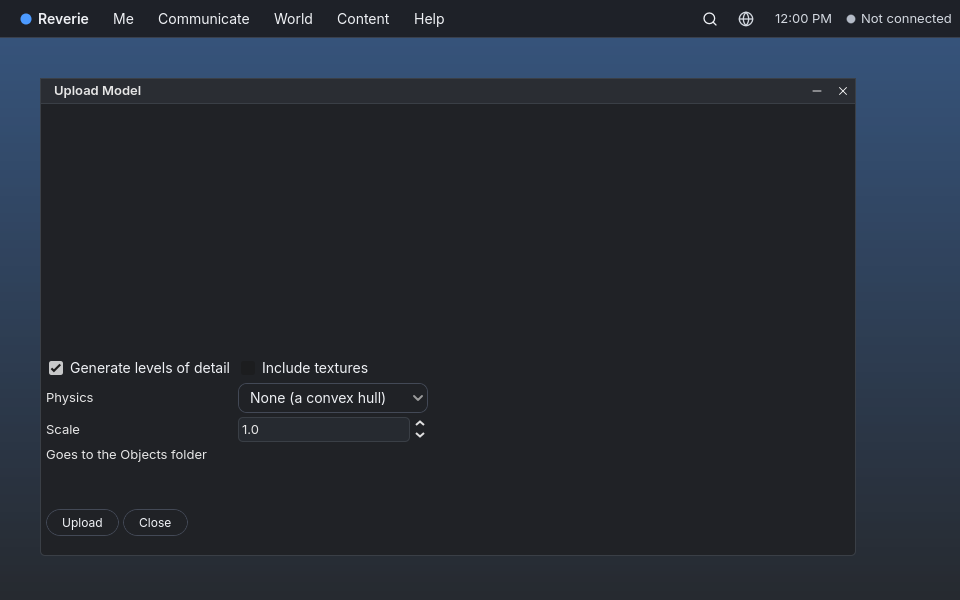 Reverie Me Communicate World Content Help 12:00 PM Not connected
Upload Model
Generate levels of detail Include textures
Physics None (a convex hull)
Scale 1.0
Goes to the Objects folder
Upload Close